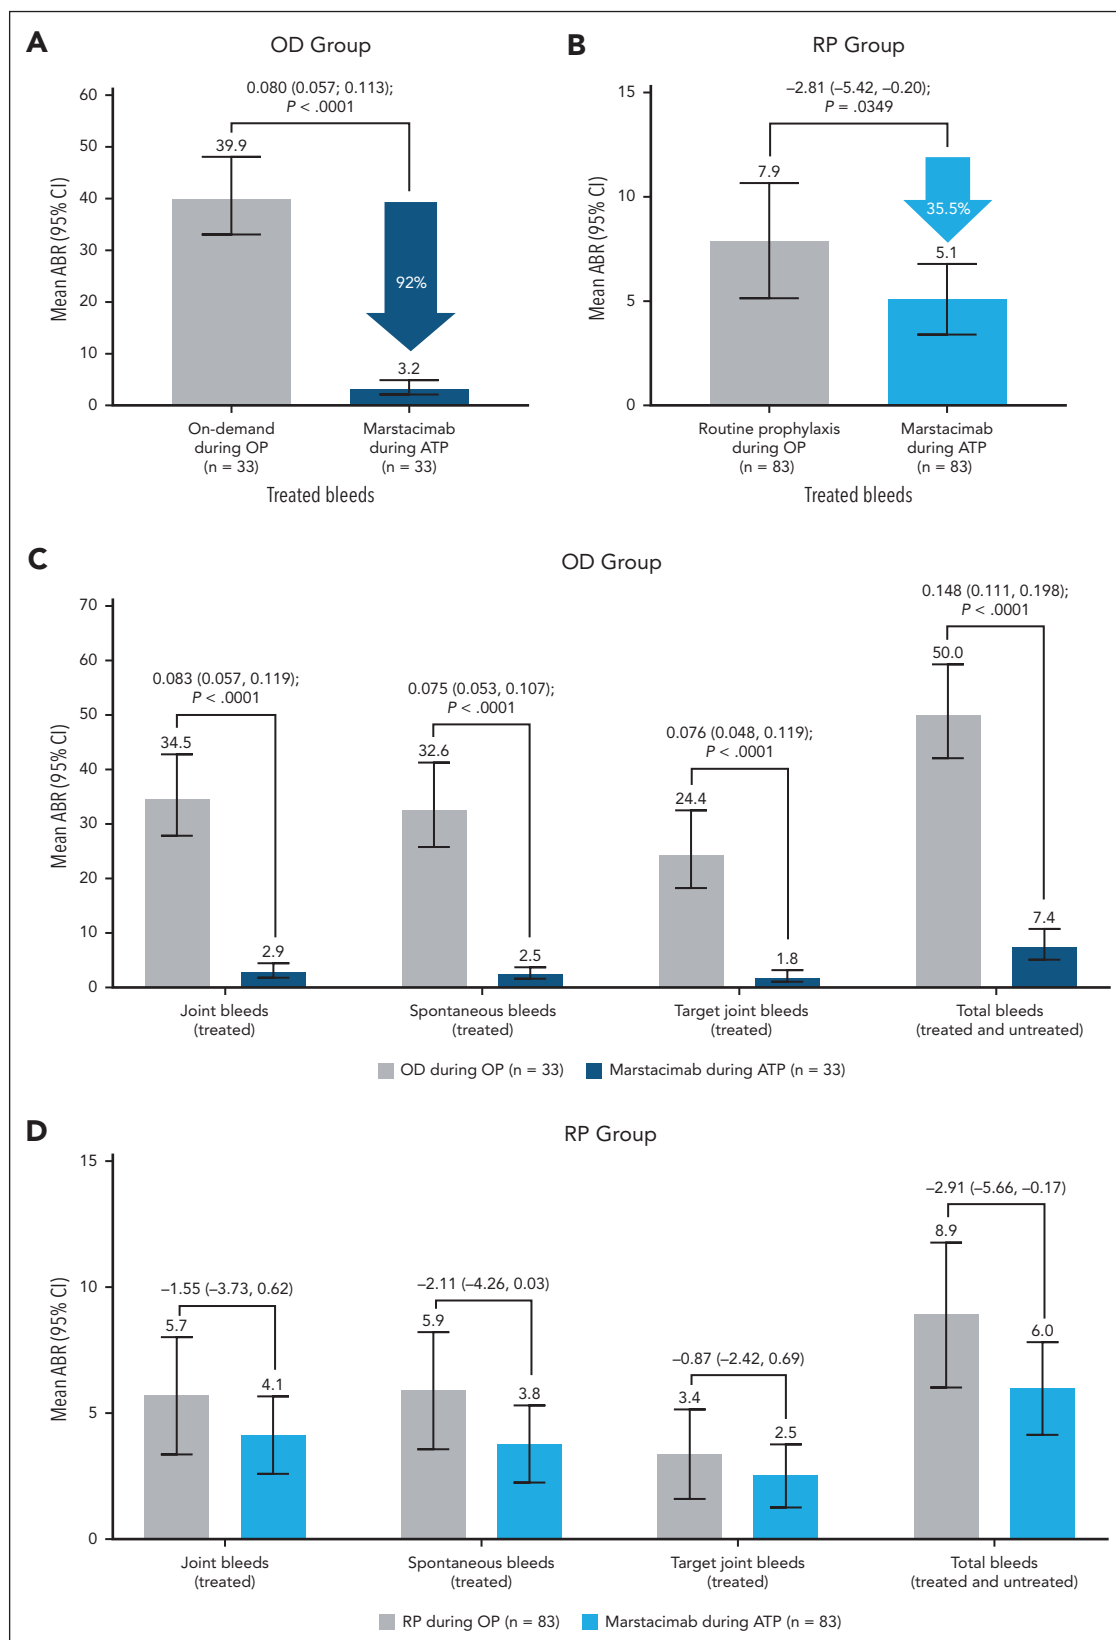 A
OD Group
0.080 (0.057; 0.113);
P < .0001
Mean ABR (95% CI)
60
50
40
30
20
10
0
39.9
92%
3.2
On-demand
during OP
(n = 33)
Marstacimab
during ATP
(n = 33)
Treated bleeds
B
RP Group
–2.81 (–5.42, –0.20);
P = .0349
Mean ABR (95% CI)
15
10
5
0
7.9
35.5%
5.1
Routine prophylaxis
during OP
(n = 83)
Marstacimab
during ATP
(n = 83)
Treated bleeds
C
OD Group
Mean ABR (95% CI)
70
60
50
40
30
20
10
0
0.083 (0.057, 0.119);
P < .0001
34.5
2.9
0.075 (0.053, 0.107);
P < .0001
32.6
2.5
0.076 (0.048, 0.119);
P < .0001
24.4
1.8
0.148 (0.111, 0.198);
P < .0001
50.0
7.4
Joint bleeds
(treated)
Spontaneous bleeds
(treated)
Target joint bleeds
(treated)
Total bleeds
(treated and untreated)
OD during OP (n = 33)
Marstacimab during ATP (n = 33)
D
RP Group
Mean ABR (95% CI)
15
10
5
0
–1.55 (–3.73, 0.62)
5.7
4.1
–2.11 (–4.26, 0.03)
5.9
3.8
–0.87 (–2.42, 0.69)
3.4
2.5
–2.91 (–5.66, –0.17)
8.9
6.0
Joint bleeds
(treated)
Spontaneous bleeds
(treated)
Target joint bleeds
(treated)
Total bleeds
(treated and untreated)
RP during OP (n = 83)
Marstacimab during ATP (n = 83)